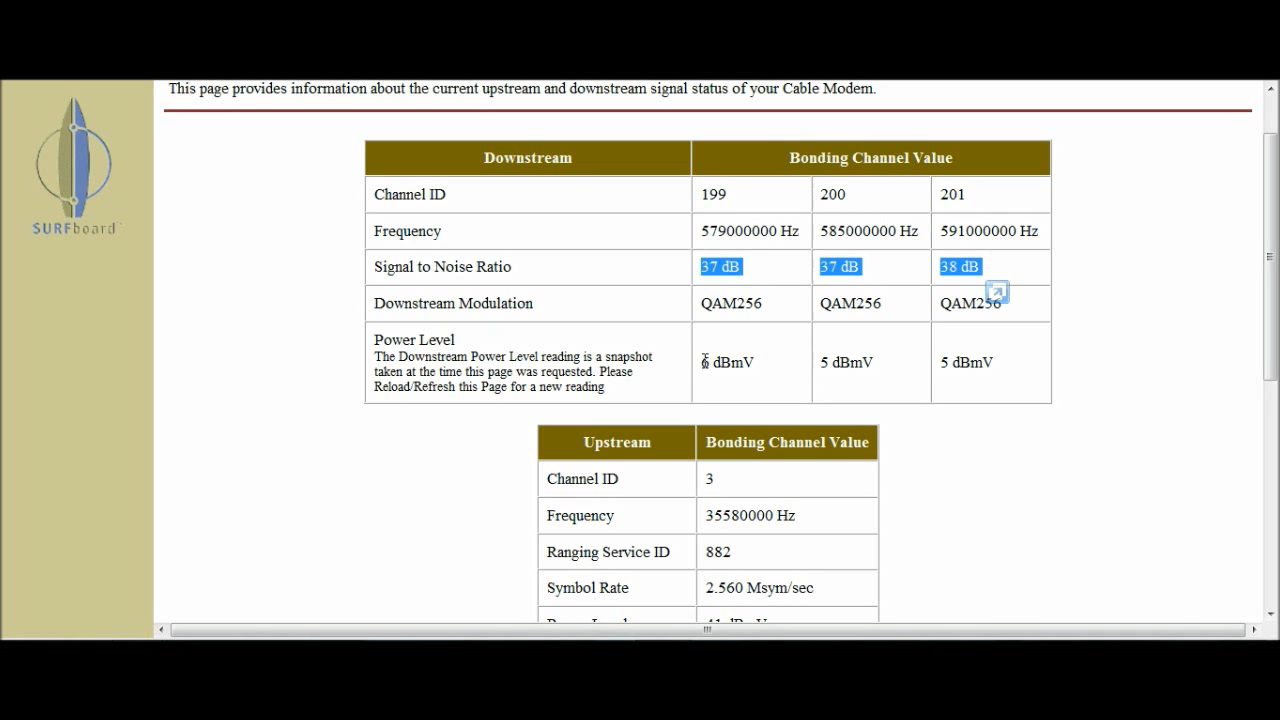 This page provides information about the current upstream and downstream signal status of your Cable Modem.
SURFboard
Downstream Bonding Channel Value
Channel ID 199 200 201
Frequency 579000000 Hz 585000000 Hz 591000000 Hz
Signal to Noise Ratio 37 dB 37 dB 38 dB
Downstream Modulation QAM256 QAM256 QAM256
Power Level
The Downstream Power Level reading is a snapshot
taken at the time this page was requested. Please
Reload/Refresh this Page for a new reading
6 dBmV 5 dBmV 5 dBmV
Upstream Bonding Channel Value
Channel ID 3
Frequency 35580000 Hz
Ranging Service ID 882
Symbol Rate 2.560 Msym/sec